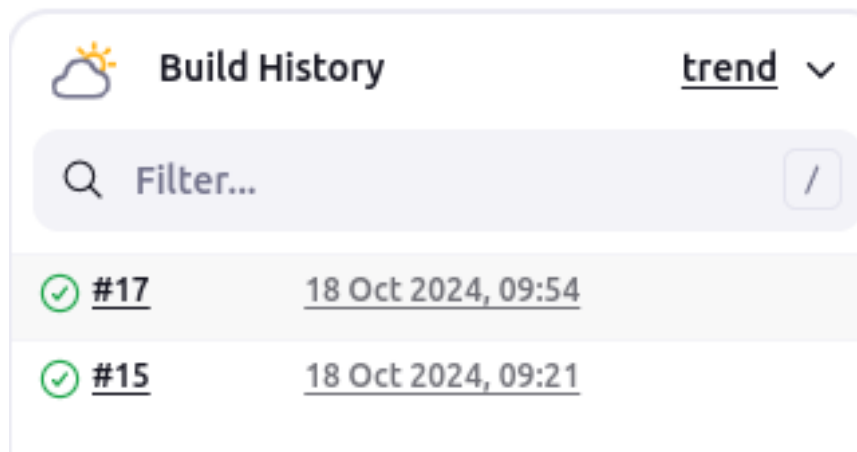 Build History trend
Filter... /
#17 18 Oct 2024, 09:54
#15 18 Oct 2024, 09:21